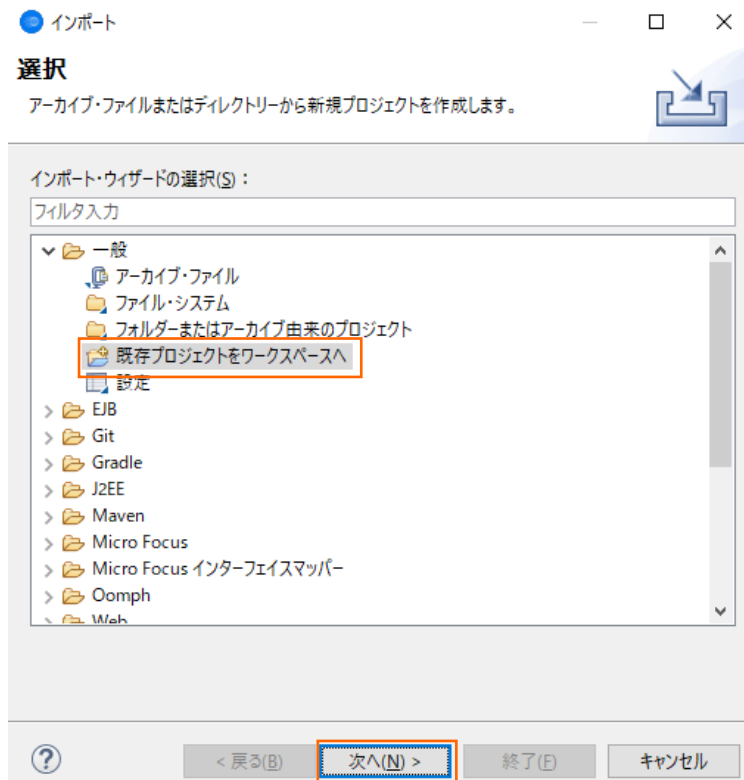 インポート
選択
アーカイブ・ファイルまたはディレクトリーから新規プロジェクトを作成します。
インポート・ウィザードの選択(S)：
フィルタ入力
一般
アーカイブ・ファイル
ファイル・システム
フォルダーまたはアーカイブ由来のプロジェクト
既存プロジェクトをワークスペースへ
設定
EJB
Git
Gradle
J2EE
Maven
Micro Focus
Micro Focus インターフェイスマッパー
Oomph
Web
?
< 戻る(B) 次へ(N) > 終了(F) キャンセル